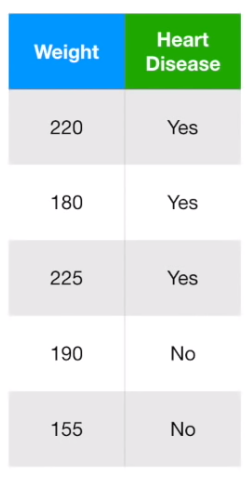 Weight Heart Disease
220 Yes
180 Yes
225 Yes
190 No
155 No